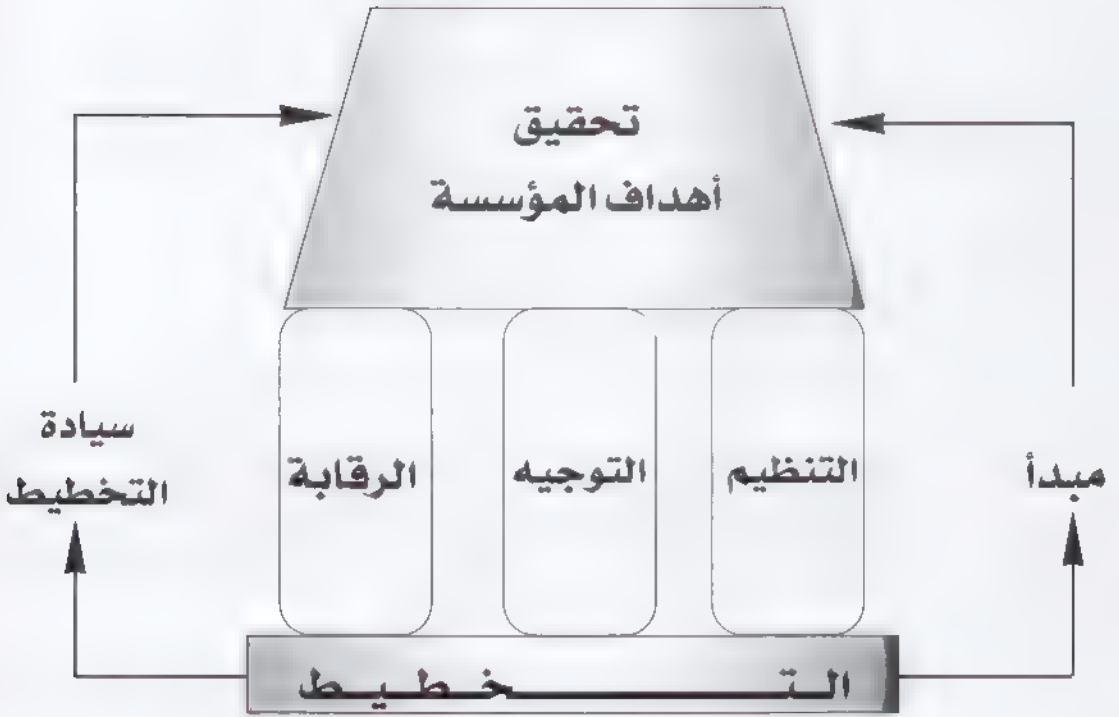 تحقيق
أهداف المؤسسة
التنظيم
التوجيه
الرقابة
مبدأ
سيادة
التخطيط
التـــــخـطـيـط